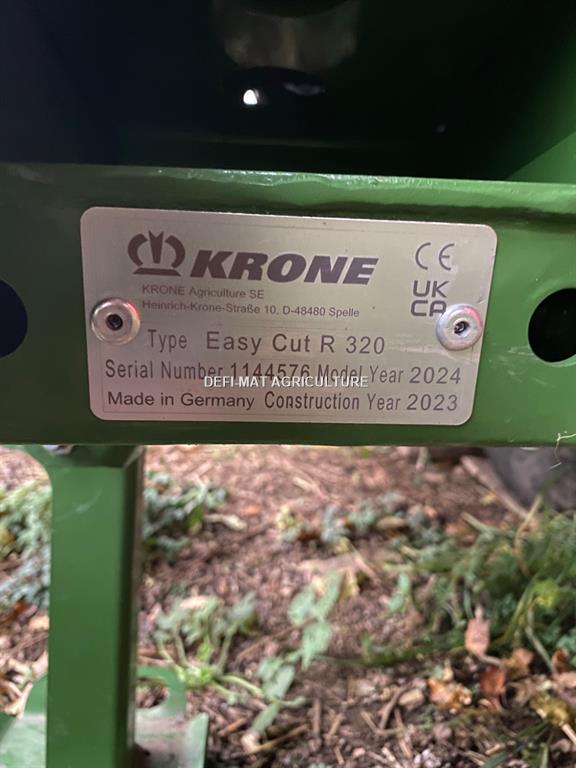 KRONE
CE
KRONE Agriculture SE
Heinrich-Krone-Straße 10, D-48480 Spelle
UK
CA
Type Easy Cut R 320
Serial Number 1144576 Model Year 2024
DEFI-MAT AGRICULTURE
Made in Germany Construction Year 2023